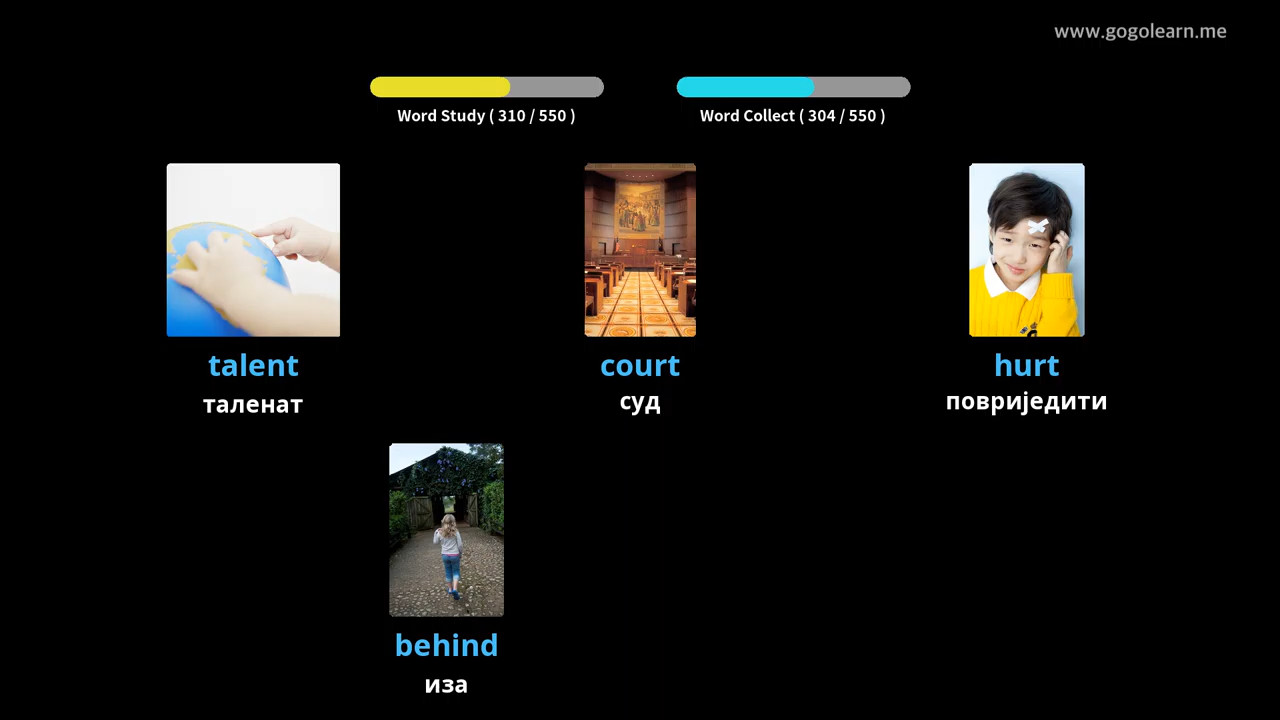 www.gogolearn.me
Word Study ( 310 / 550 )
Word Collect ( 304 / 550 )
talent
таленат
court
суд
hurt
повриједити
behind
иза